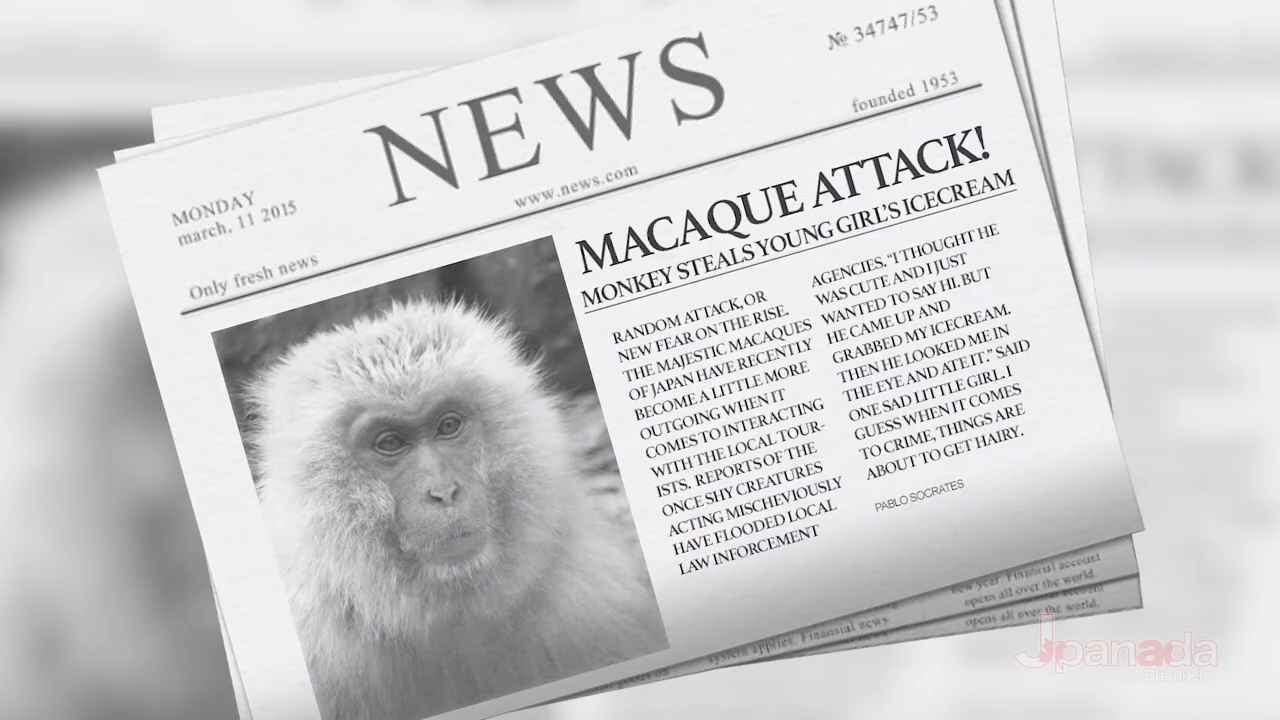 NEWS
№ 34747/53
founded 1953
www.news.com
MONDAY
march, 11 2015
Only fresh news
MACAQUE ATTACK!
MONKEY STEALS YOUNG GIRL'S ICECREAM
RANDOM ATTACK, OR
NEW FEAR ON THE RISE.
THE MAJESTIC MACAQUES
OF JAPAN HAVE RECENTLY
BECOME A LITTLE MORE
OUTGOING WHEN IT
COMES TO INTERACTING
WITH THE LOCAL TOUR-
ISTS. REPORTS OF THE
ONCE SHY CREATURES
ACTING MISCHEVIOUSLY
HAVE FLOODED LOCAL
LAW INFORCEMENT
AGENCIES. “I THOUGHT HE
WAS CUTE AND I JUST
WANTED TO SAY HI. BUT
HE CAME UP AND
GRABBED MY ICECREAM.
THEN HE LOOKED ME IN
THE EYE AND ATE IT.” SAID
ONE SAD LITTLE GIRL. I
GUESS WHEN IT COMES
TO CRIME, THINGS ARE
ABOUT TO GET HAIRY.
PABLO SOCRATES
new year. Financial account
opens all over the world.
opens all over the world.
system applies. Financial news
Jpanada
Channel